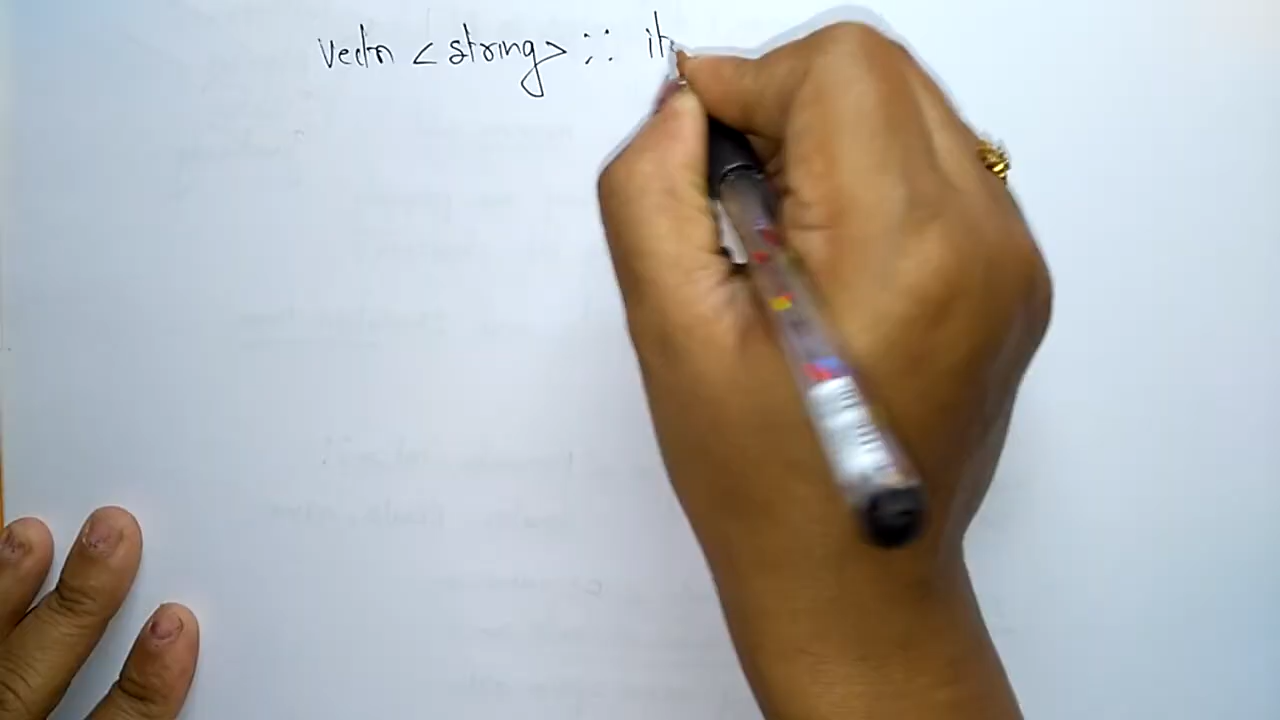 vector <string> :: it